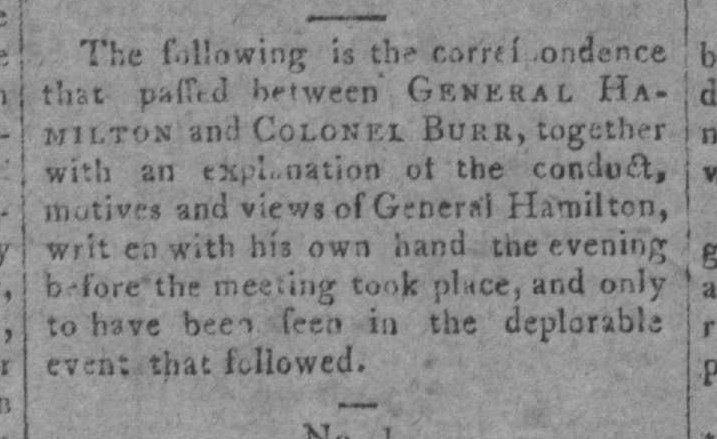 The following is the correſpondence
that paſſed between GENERAL HA-
MILTON and COLONEL BURR, together
with an explanation of the conduct,
motives and views of General Hamilton,
written with his own hand the evening
before the meeting took place, and only
to have been ſeen in the deplorable
event that followed.
No. 1